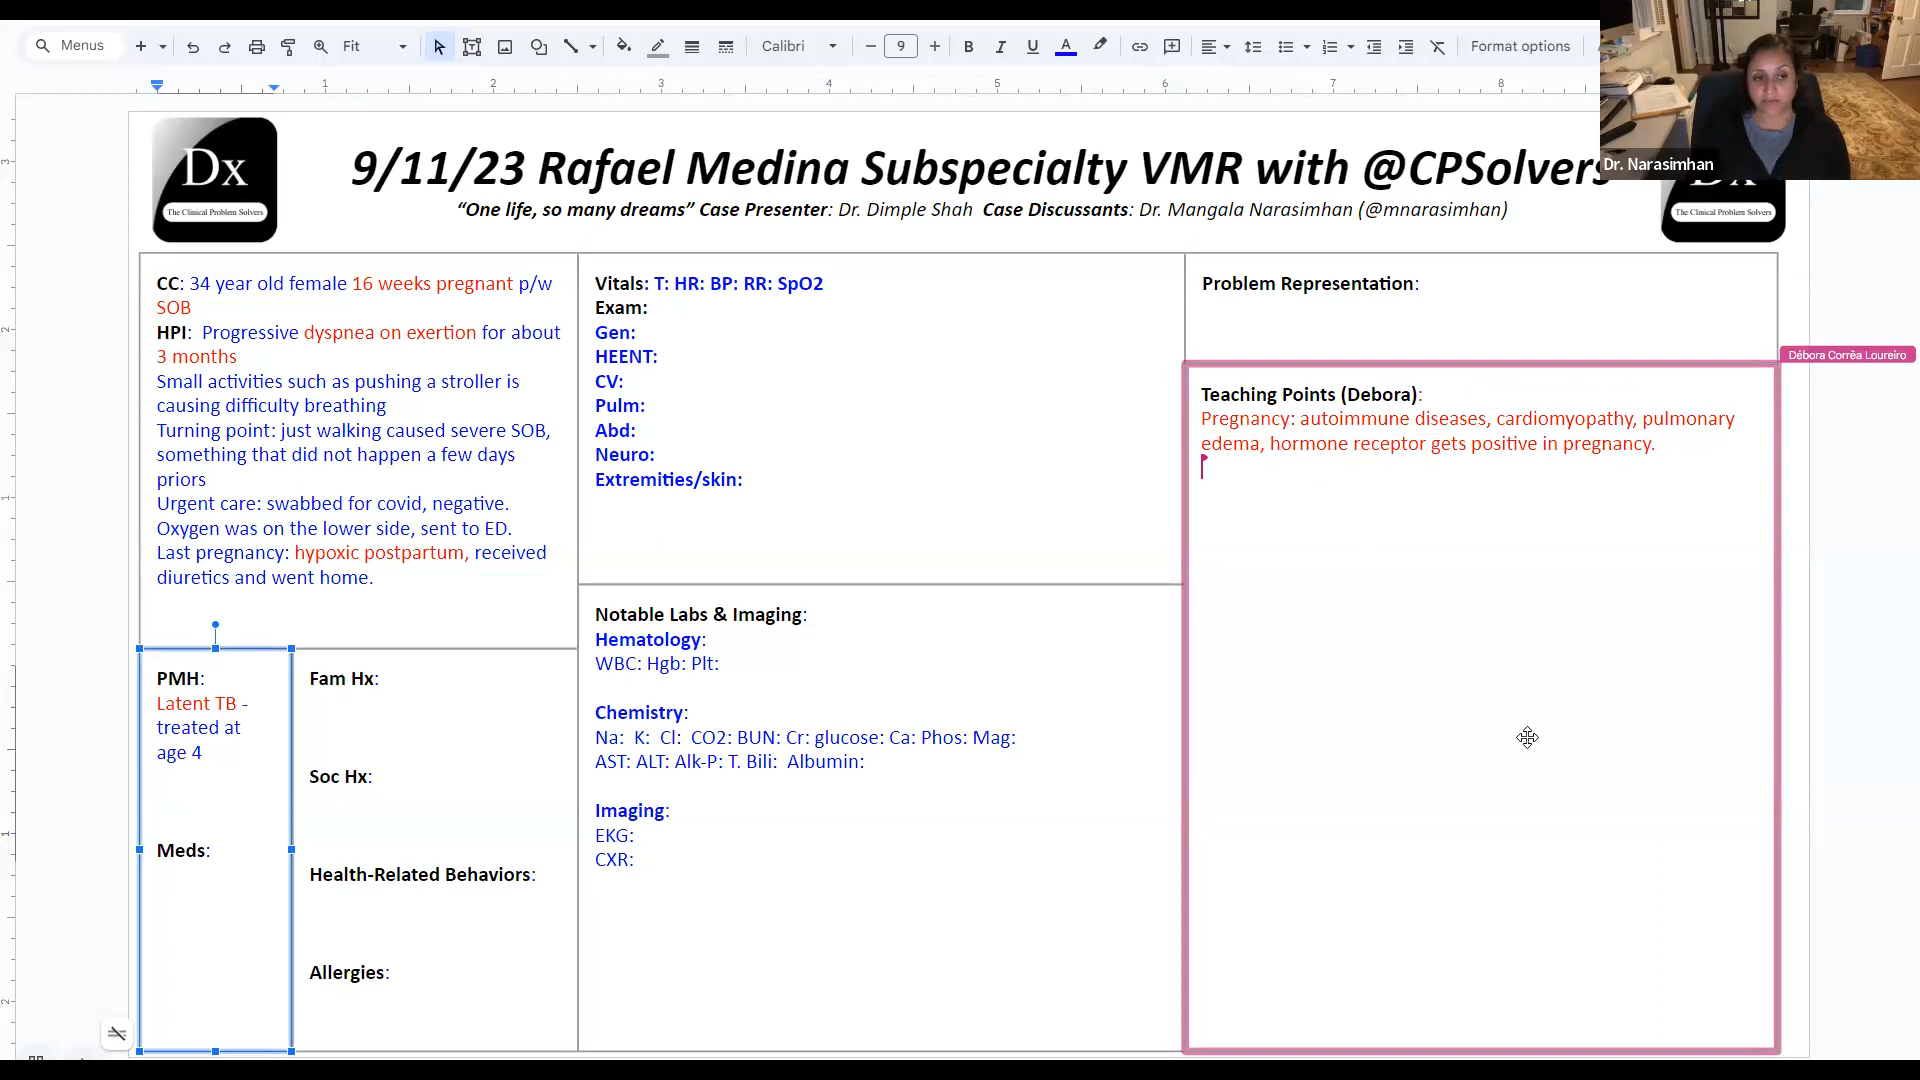 Menus
Fit
Calibri
9
Format options
1
2
3
4
5
6
7
8
Dr. Narasimhan
Dx
The Clinical Problem Solvers
9/11/23 Rafael Medina Subspecialty VMR with @CPSolvers
“One life, so many dreams” Case Presenter: Dr. Dimple Shah Case Discussants: Dr. Mangala Narasimhan (@mnarasimhan)
The Clinical Problem Solvers
CC: 34 year old female 16 weeks pregnant p/w
SOB
HPI: Progressive dyspnea on exertion for about
3 months
Small activities such as pushing a stroller is
causing difficulty breathing
Turning point: just walking caused severe SOB,
something that did not happen a few days
priors
Urgent care: swabbed for covid, negative.
Oxygen was on the lower side, sent to ED.
Last pregnancy: hypoxic postpartum, received
diuretics and went home.
PMH:
Latent TB -
treated at
age 4
Meds:
Fam Hx:
Soc Hx:
Health-Related Behaviors:
Allergies:
Vitals: T: HR: BP: RR: SpO2
Exam:
Gen:
HEENT:
CV:
Pulm:
Abd:
Neuro:
Extremities/skin:
Notable Labs & Imaging:
Hematology:
WBC: Hgb: Plt:
Chemistry:
Na: K: Cl: CO2: BUN: Cr: glucose: Ca: Phos: Mag:
AST: ALT: Alk-P: T. Bili: Albumin:
Imaging:
EKG:
CXR:
Problem Representation:
Débora Corrêa Loureiro
Teaching Points (Debora):
Pregnancy: autoimmune diseases, cardiomyopathy, pulmonary
edema, hormone receptor gets positive in pregnancy.